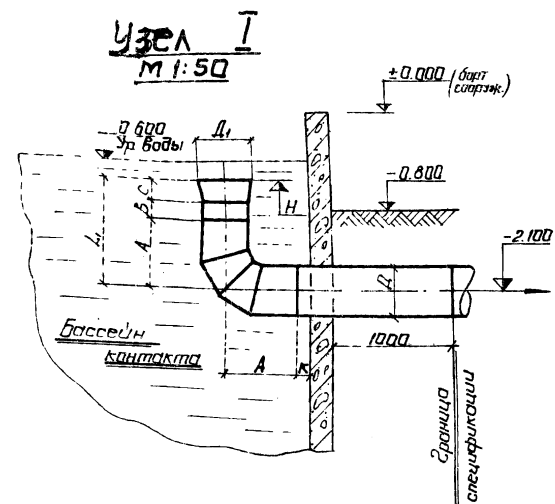 Узел I
М 1:50
±0.000 (борт
сооруж.)
0.600
Ур. воды
Д₁
-0.800
Н
С
Б
А
L₁
-2.100
Д
Бассейн
контакта
А
К
1000
Граница
спецификации